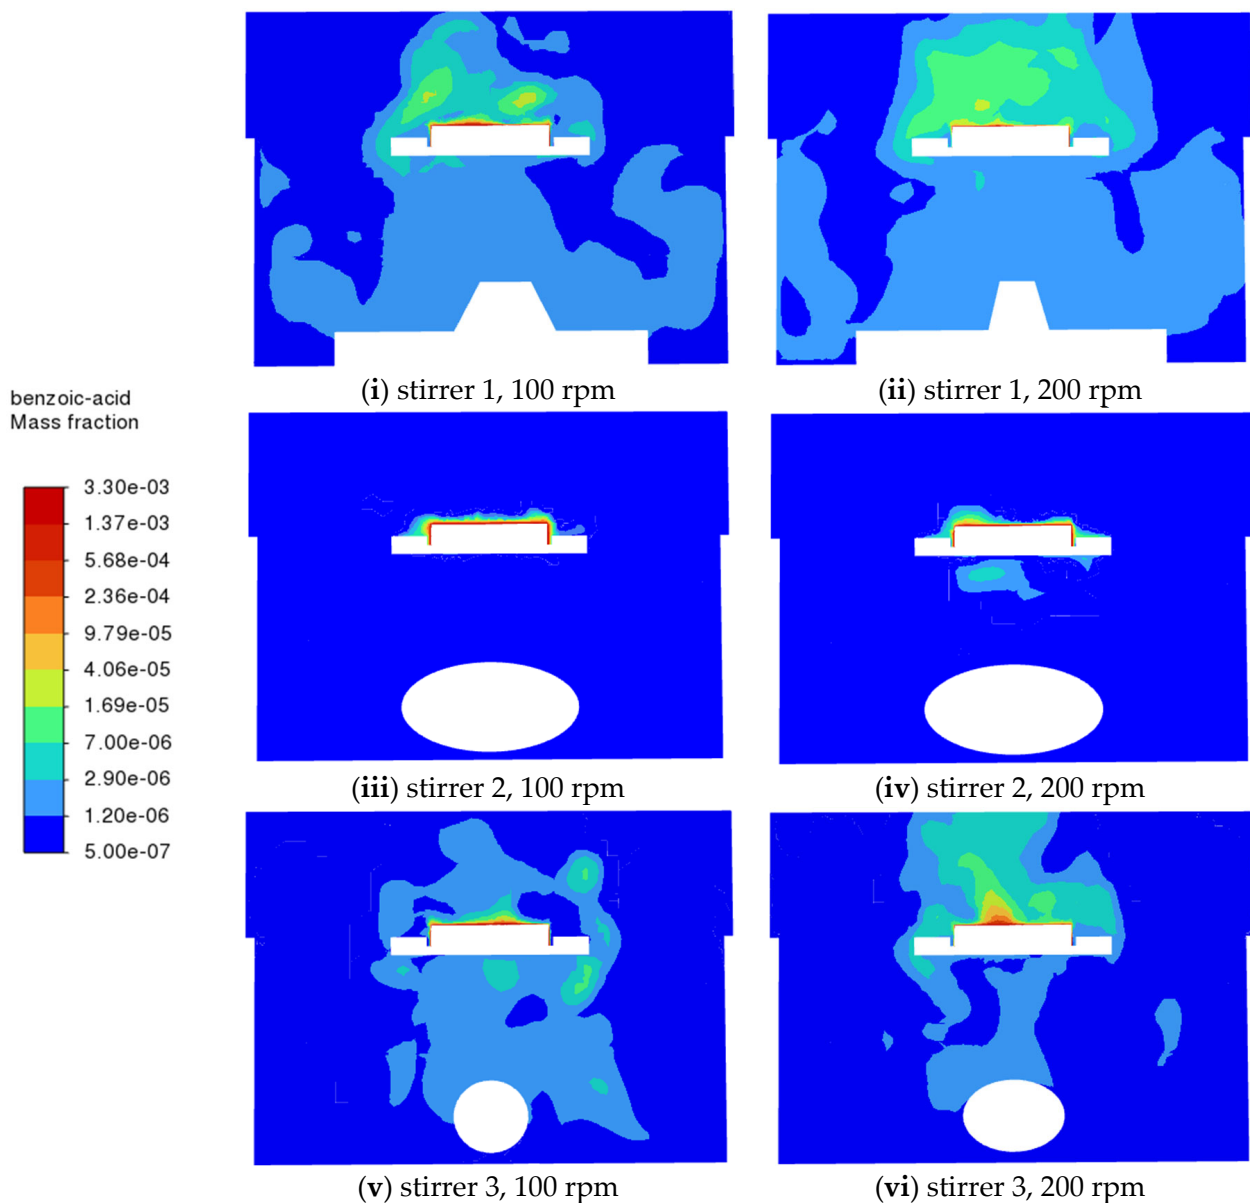 (i) stirrer 1, 100 rpm
(ii) stirrer 1, 200 rpm
benzoic-acid
Mass fraction
3.30e-03
1.37e-03
5.68e-04
2.36e-04
9.79e-05
4.06e-05
1.69e-05
7.00e-06
2.90e-06
1.20e-06
5.00e-07
(iii) stirrer 2, 100 rpm
(iv) stirrer 2, 200 rpm
(v) stirrer 3, 100 rpm
(vi) stirrer 3, 200 rpm